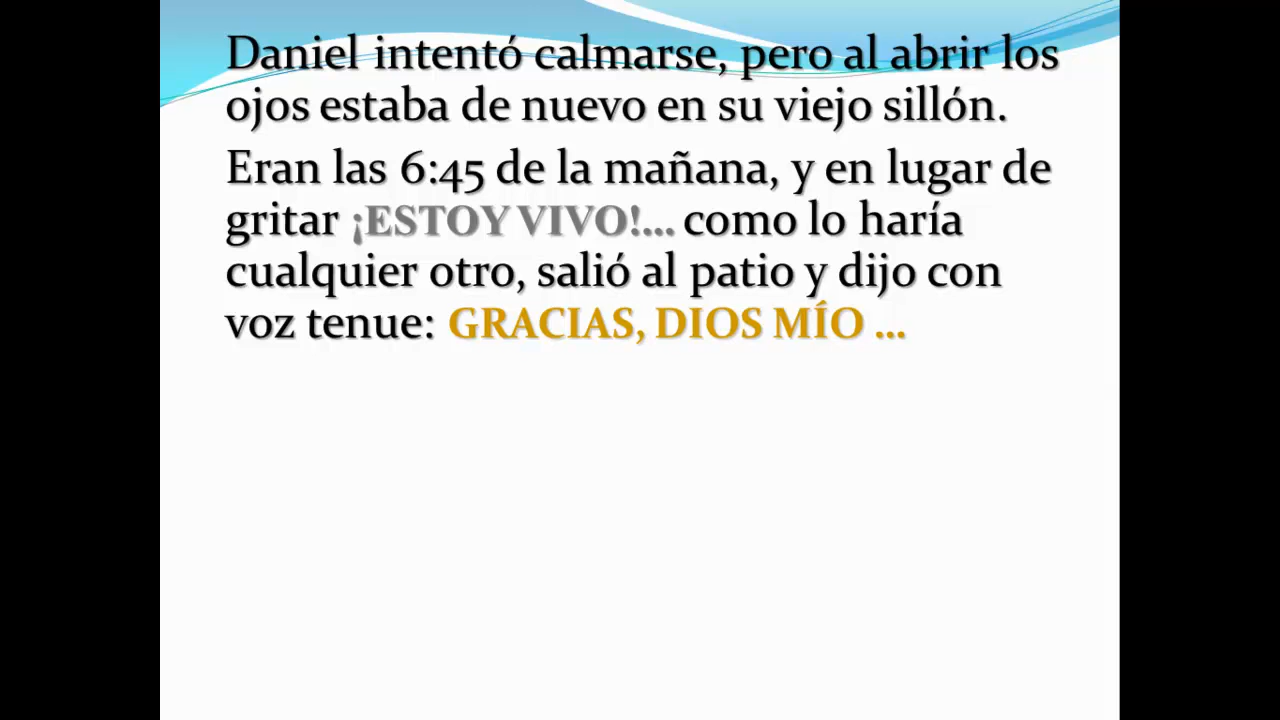 Daniel intentó calmarse, pero al abrir los
ojos estaba de nuevo en su viejo sillón.
Eran las 6:45 de la mañana, y en lugar de
gritar ¡ESTOY VIVO!... como lo haría
cualquier otro, salió al patio y dijo con
voz tenue: GRACIAS, DIOS MÍO ...